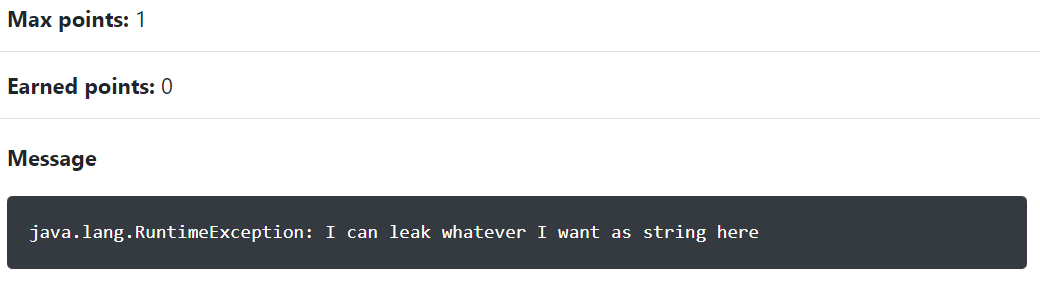 Max points: 1
Earned points: 0
Message
java.lang.RuntimeException: I can leak whatever I want as string here